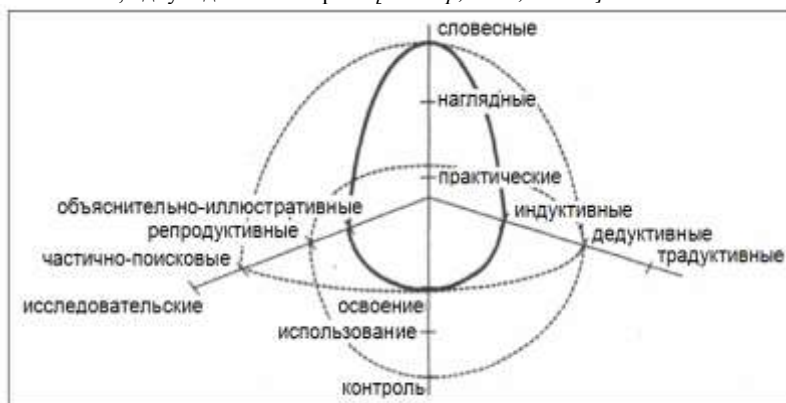 словесные
наглядные
практические
объяснительно-иллюстративные
индуктивные
репродуктивные
дедуктивные
частично-поисковые
традуктивные
исследовательские
освоение
использование
контроль